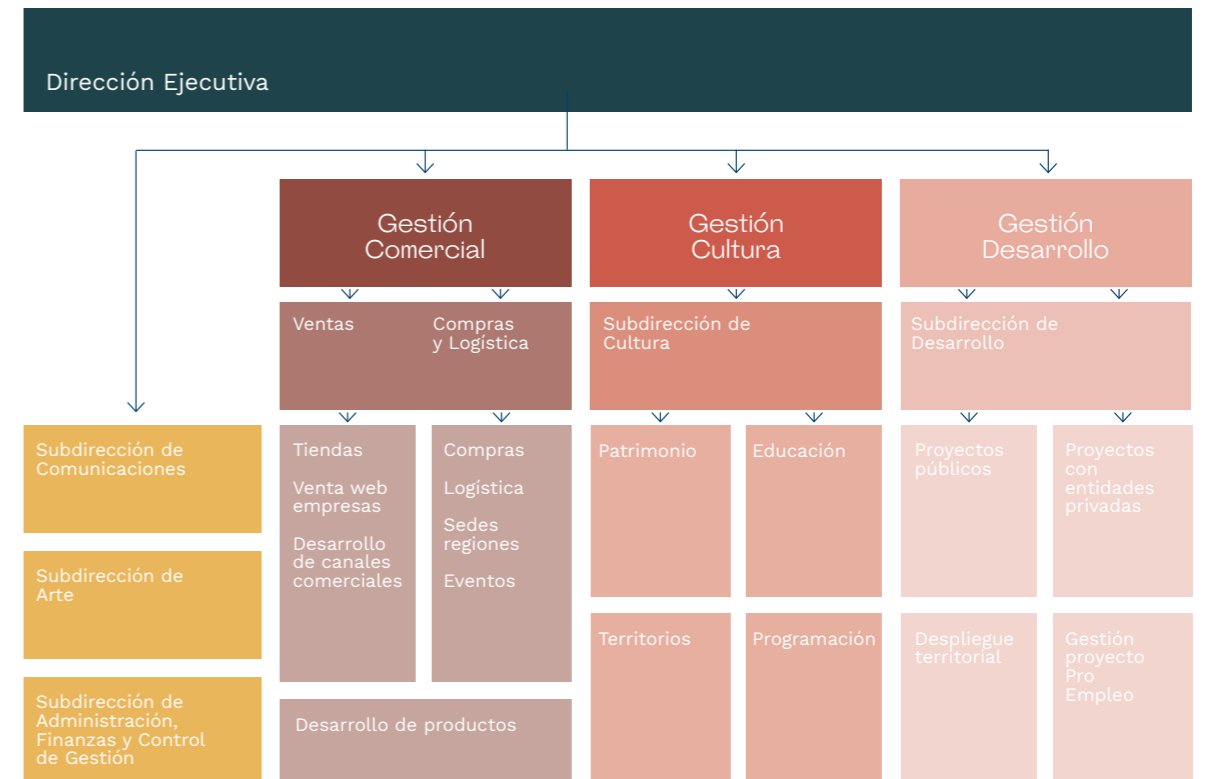 Dirección Ejecutiva
Gestión
Comercial
Gestión
Cultura
Gestión
Desarrollo
Ventas
Compras
y Logística
Subdirección de
Cultura
Subdirección de
Desarrollo
Subdirección de
Comunicaciones
Subdirección de
Arte
Subdirección de
Administración,
Finanzas y Control
de Gestión
Tiendas
Venta web
empresas
Desarrollo
de canales
comerciales
Compras
Logística
Sedes
regiones
Eventos
Desarrollo de productos
Patrimonio
Educación
Territorios
Programación
Proyectos
públicos
Proyectos
con
entidades
privadas
Despliegue
territorial
Gestión
proyecto
Pro
Empleo